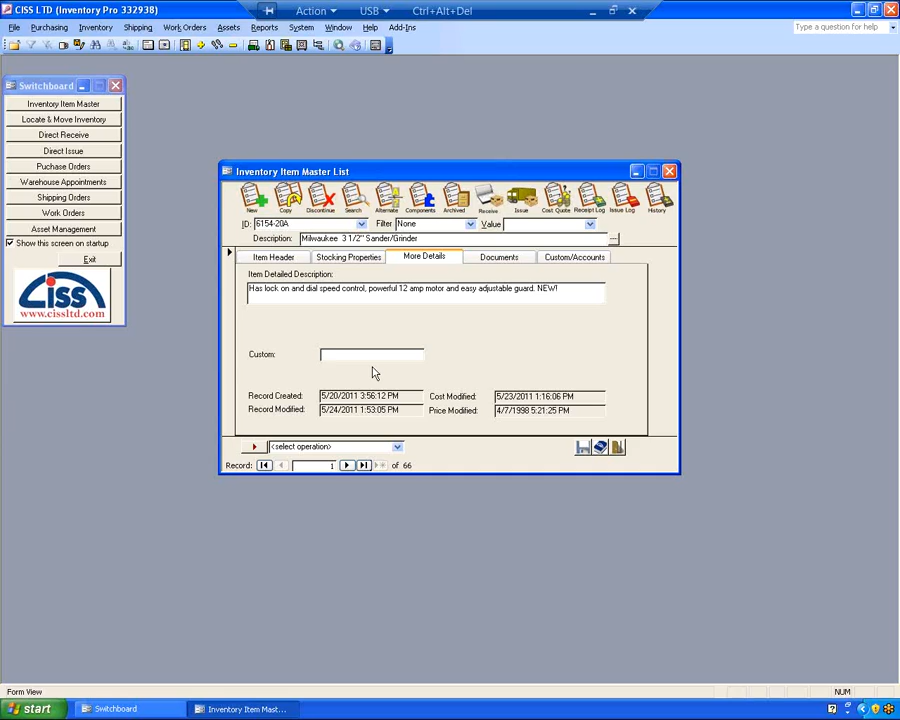 CISS LTD (Inventory Pro 332938)
Action
USB
Ctrl+Alt+Del
File
Purchasing
Inventory
Shipping
Work Orders
Assets
Reports
System
Window
Help
Add-Ins
Type a question for help
Switchboard
Inventory Item Master
Locate & Move Inventory
Direct Receive
Direct Issue
Puchase Orders
Warehouse Appointments
Shipping Orders
Work Orders
Asset Management
Show this screen on startup
Exit
CISS
www.cissltd.com
Inventory Item Master List
New
Copy
Discontinue
Search
Alternate
Components
Archived
Receive
Issue
Cost Quote
Receipt Log
Issue Log
History
ID: 6154-20A Filter None Value
Description: Milwaukee 3 1/2" Sander/Grinder
Item Header
Stocking Properties
More Details
Documents
Custom/Accounts
Item Detailed Description:
Has lock on and dial speed control, powerful 12 amp motor and easy adjustable guard. NEW!
Custom:
Record Created: 5/20/2011 3:56:12 PM Cost Modified: 5/23/2011 1:16:06 PM
Record Modified: 5/24/2011 1:53:05 PM Price Modified: 4/7/1998 5:21:25 PM
<select operation>
Record: 1 of 66
Form View
NUM
start
Switchboard
Inventory Item Mast...